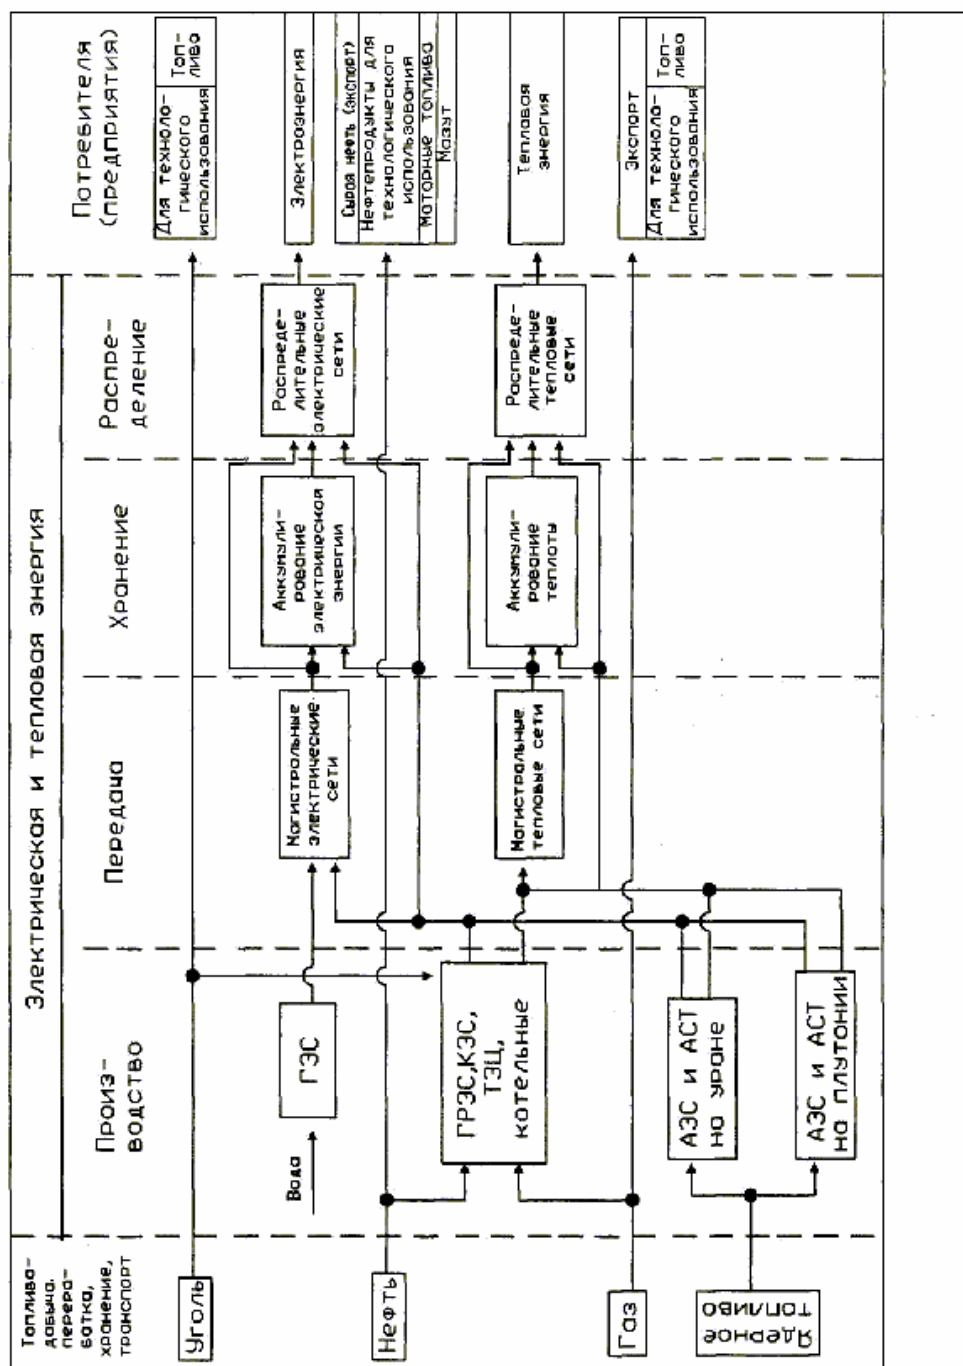 Электрическая и тепловая энергия
Топлива-
добыча,
перера-
ботка,
хранение,
транспорт
Произ-
водство
Передача
Хранение
Распре-
деление
Потребителя
(предприятия)
Уголь
Для техноло-
гического
использования
Топ-
ливо
Вода
ГЭС
Магистральные
электрические
сети
Аккумули-
рование
электрической
энергии
Распреде-
лительные
электрические
сети
Электроэнергия
Нефть
Сырая нефть (экспорт)
Нефтепродукты для
технологического
использования
Моторные топлива
Мазут
ГРЭС,КЭС,
ТЭЦ,
котельные
Магистральные
тепловые сети
Аккумули-
рование
теплоты
Распреде-
лительные
тепловые
сети
Тепловая
энергия
Газ
Экспорт
Для техноло-
гического
использования
Топ-
ливо
АЭС и АСТ
на уране
Ядерное
топливо
АЭС и АСТ
на плутонии